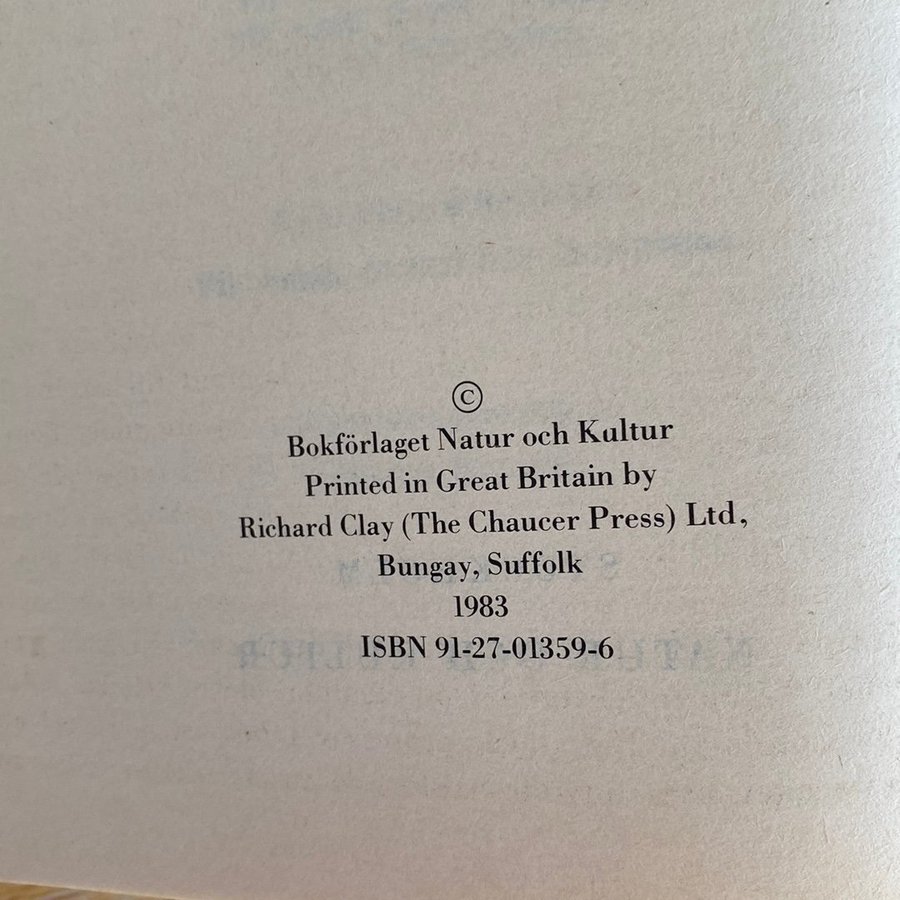 ©
Bokförlaget Natur och Kultur
Printed in Great Britain by
Richard Clay (The Chaucer Press) Ltd,
Bungay, Suffolk
1983
ISBN 91-27-01359-6